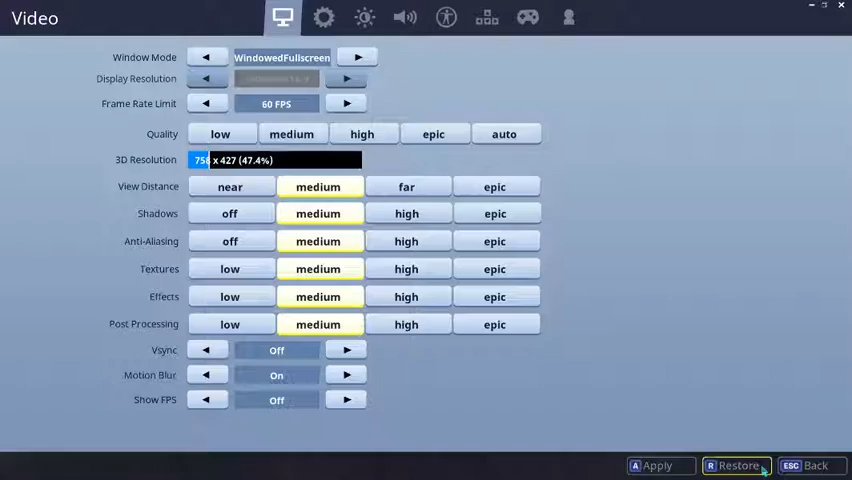 Video
Window Mode ◄ WindowedFullscreen ►
Display Resolution ◄ ►
Frame Rate Limit ◄ 60 FPS ►
Quality low medium high epic auto
3D Resolution 758 x 427 (47.4%)
View Distance near medium far epic
Shadows off medium high epic
Anti-Aliasing off medium high epic
Textures low medium high epic
Effects low medium high epic
Post Processing low medium high epic
Vsync ◄ Off ►
Motion Blur ◄ On ►
Show FPS ◄ Off ►
A Apply R Restore ESC Back